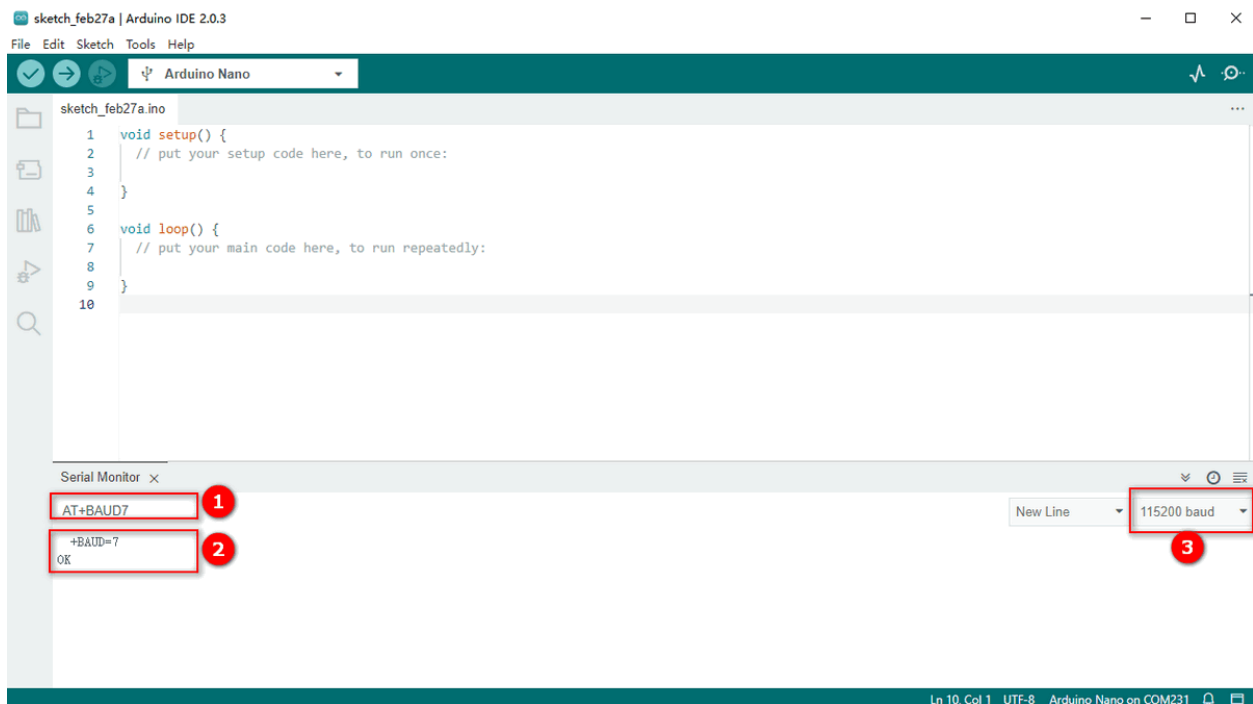 sketch_feb27a | Arduino IDE 2.0.3
File Edit Sketch Tools Help
Arduino Nano
sketch_feb27a.ino
1 void setup() {
2 // put your setup code here, to run once:
3
4 }
5
6 void loop() {
7 // put your main code here, to run repeatedly:
8
9 }
10
Serial Monitor
AT+BAUD7
1
New Line
115200 baud
+BAUD=7
OK
2
3
Ln 10, Col 1 UTF-8 Arduino Nano on COM231